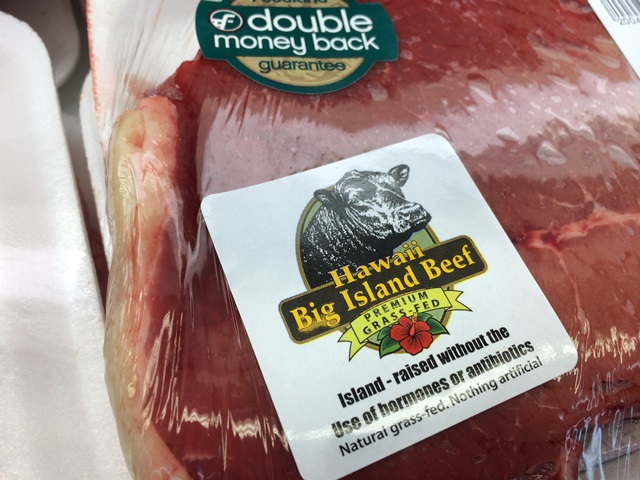 Foodland
double
money back
guarantee
Hawaii
Big Island Beef
PREMIUM
GRASS-FED
Island - raised without the
Use of hormones or antibiotics
Natural grass-fed. Nothing artificial